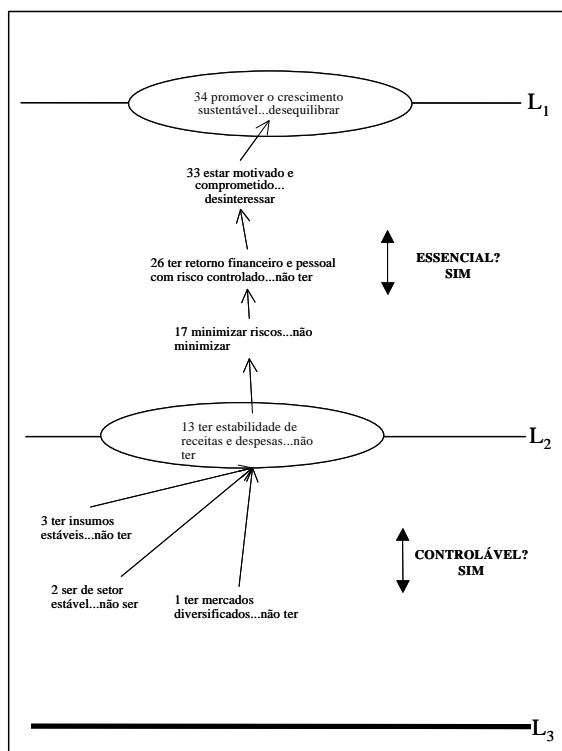 34 promover o crescimento
sustentável...desequilibrar
L1
33 estar motivado e
comprometido...
desinteressar
26 ter retorno financeiro e pessoal
com risco controlado...não ter
ESSENCIAL?
SIM
17 minimizar riscos...não
minimizar
13 ter estabilidade de
receitas e despesas...não
ter
L2
3 ter insumos
estáveis...não ter
CONTROLÁVEL?
SIM
2 ser de setor
estável...não ser
1 ter mercados
diversificados...não ter
L3